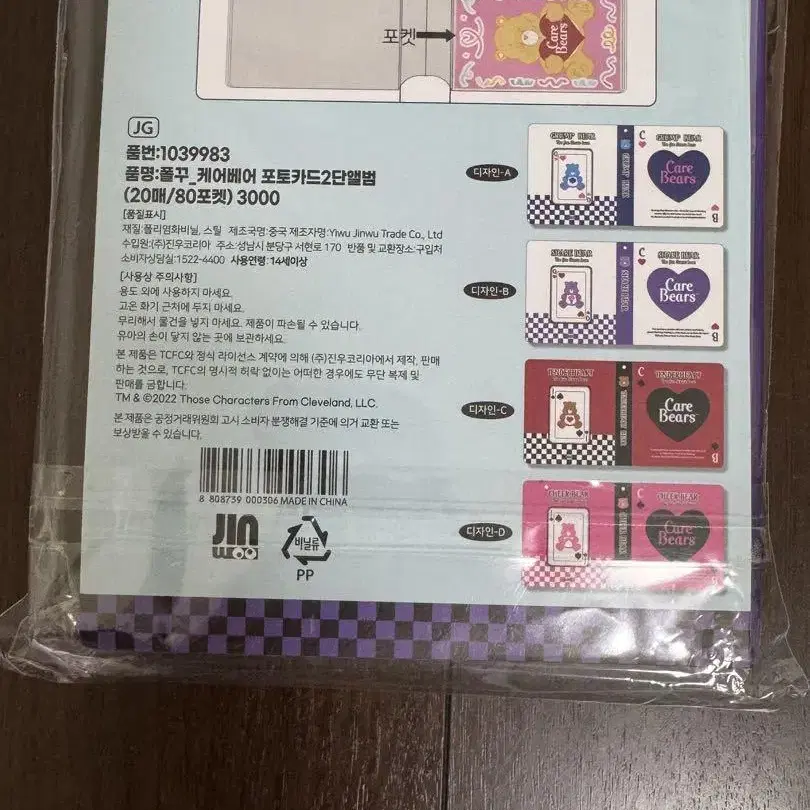 포켓
Care
Bears
JG
품번:1039983
품명:폴꾸_케어베어 포토카드2단앨범
(20매/80포켓) 3000
[품질표시]
재질:폴리염화비닐, 스틸 제조국명:중국 제조자명:Yiwu Jinwu Trade Co., Ltd
수입원:(주)진우코리아 주소:성남시 분당구 서현로 170 반품 및 교환장소:구입처
소비자상담실:1522-4400 사용연령:14세이상
[사용상 주의사항]
용도 외에 사용하지 마세요.
고온 화기 근처에 두지 마세요.
무리해서 물건을 넣지 마세요. 제품이 파손될 수 있습니다.
유아의 손이 닿지 않는 곳에 보관하세요.
본 제품은 TCFC와 정식 라이선스 계약에 의해 (주)진우코리아에서 제작, 판매
하는 것으로, TCFC의 명시적 허락 없이는 어떠한 경우에도 무단 복제 및
판매를 금합니다.
TM & ©2022 Those Characters From Cleveland, LLC.
본 제품은 공정거래위원회 고시 소비자 분쟁해결 기준에 의거 교환 또는
보상받을 수 있습니다.
8 808739 000306 MADE IN CHINA
JIN
WOO
비닐류
PP
디자인-A
GRUMP BEAR
C
Care
Bears
B
디자인-B
SHARE BEAR
C
Care
Bears
B
디자인-C
TENDERHEART
TENDERHEART
C
Care
Bears
B
디자인-D
CHEER BEAR
CHEER BEAR
C
Care
Bears
B